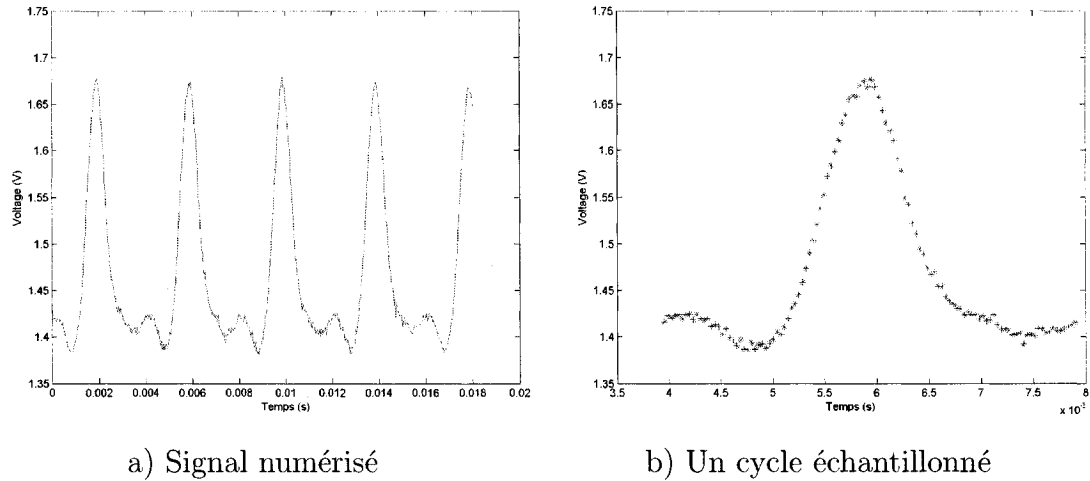 1.75
1.7
1.65
1.6
1.55
1.5
1.45
1.4
1.35
Voltage (V)
0 0.002 0.004 0.006 0.008 0.01 0.012 0.014 0.016 0.018 0.02
Temps (s)
a) Signal numérisé
1.75
1.7
1.65
1.6
1.55
1.5
1.45
1.4
1.35
Voltage (V)
3.5 4 4.5 5 5.5 6 6.5 7 7.5 8
Temps (s)
x 10⁻³
b) Un cycle échantillonné